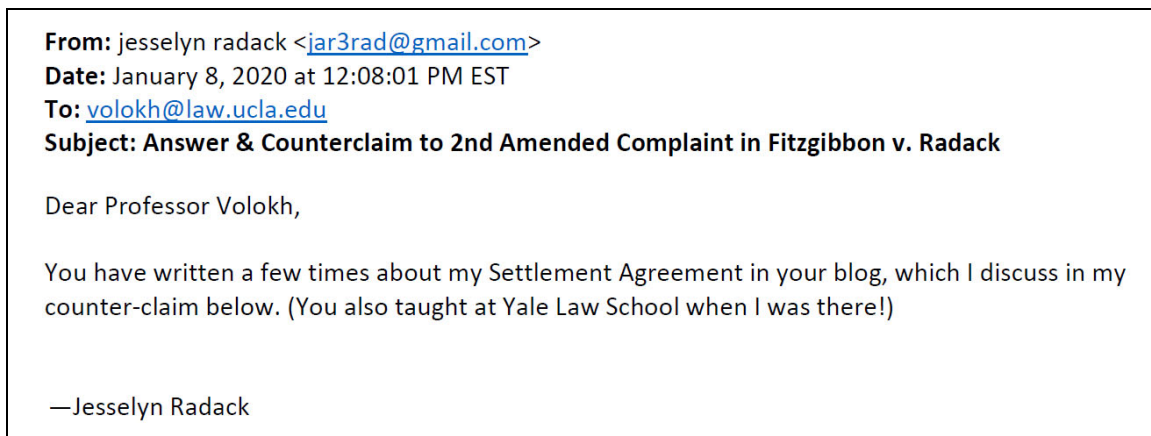 From: jesselyn radack <jar3rad@gmail.com>
Date: January 8, 2020 at 12:08:01 PM EST
To: volokh@law.ucla.edu
Subject: Answer & Counterclaim to 2nd Amended Complaint in Fitzgibbon v. Radack
Dear Professor Volokh,
You have written a few times about my Settlement Agreement in your blog, which I discuss in my
counter-claim below. (You also taught at Yale Law School when I was there!)
—Jesselyn Radack